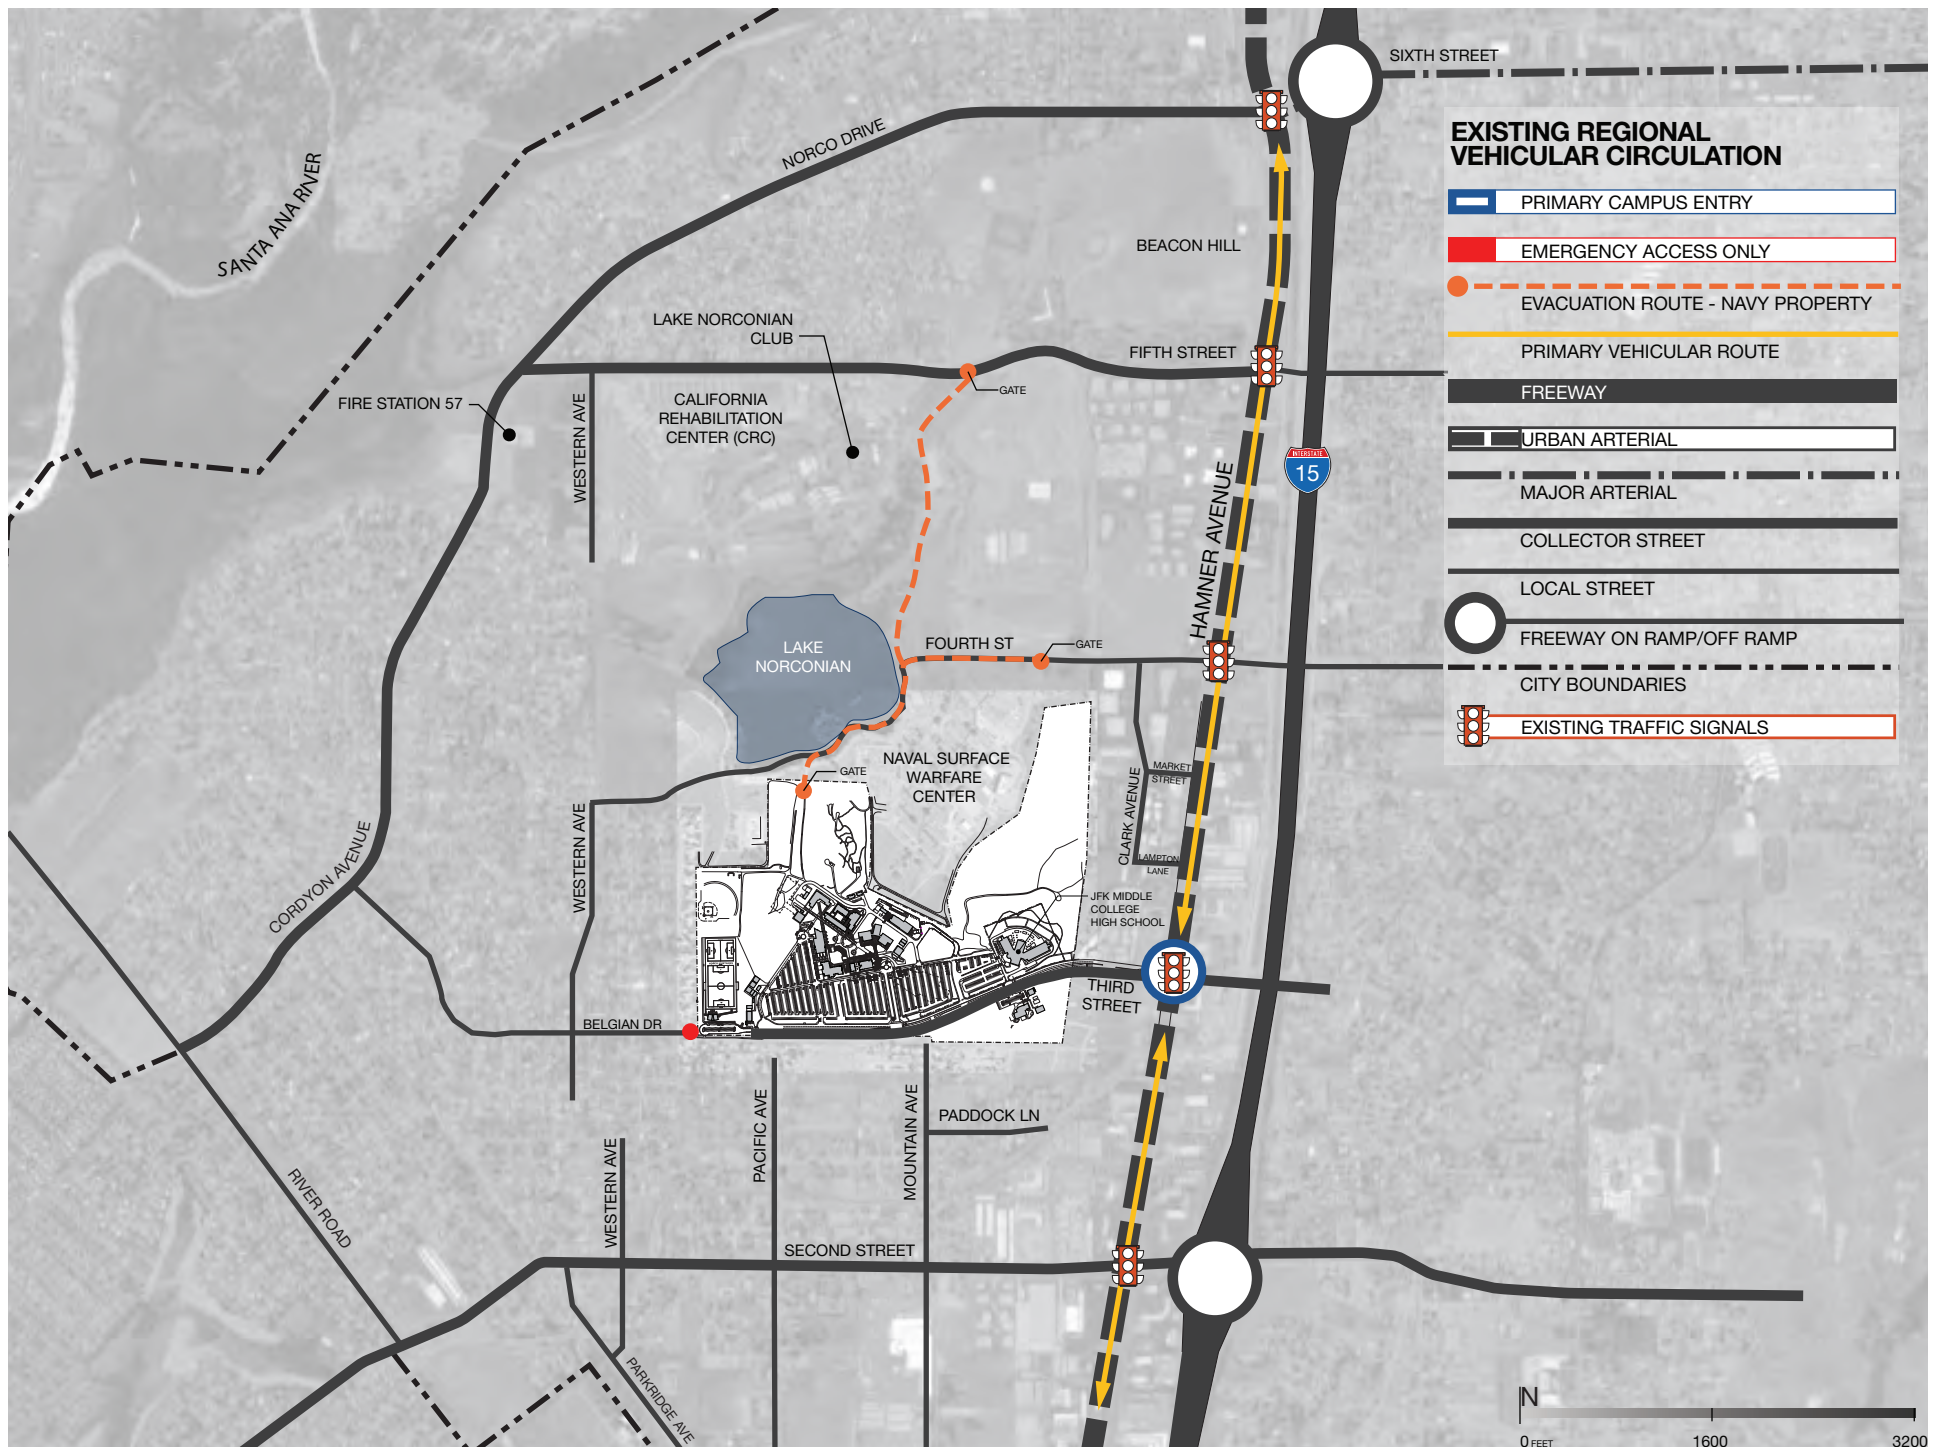 SIXTH STREET
EXISTING REGIONAL
VEHICULAR CIRCULATION
PRIMARY CAMPUS ENTRY
EMERGENCY ACCESS ONLY
EVACUATION ROUTE - NAVY PROPERTY
PRIMARY VEHICULAR ROUTE
FREEWAY
URBAN ARTERIAL
MAJOR ARTERIAL
COLLECTOR STREET
LOCAL STREET
FREEWAY ON RAMP/OFF RAMP
CITY BOUNDARIES
EXISTING TRAFFIC SIGNALS
NORCO DRIVE
SANTA ANA RIVER
BEACON HILL
LAKE NORCONIAN
CLUB
FIFTH STREET
GATE
FIRE STATION 57
WESTERN AVE
CALIFORNIA
REHABILITATION
CENTER (CRC)
HAMNER AVENUE
INTERSTATE
15
LAKE
NORCONIAN
FOURTH ST
GATE
NAVAL SURFACE
WARFARE
CENTER
GATE
MARKET
STREET
CLARK AVENUE
LAMPTON
LANE
WESTERN AVE
CORDYON AVENUE
JFK MIDDLE
COLLEGE
HIGH SCHOOL
THIRD
STREET
BELGIAN DR
PACIFIC AVE
MOUNTAIN AVE
PADDOCK LN
WESTERN AVE
RIVER ROAD
SECOND STREET
PARKRIDGE AVE
N
0 FEET
1600
3200